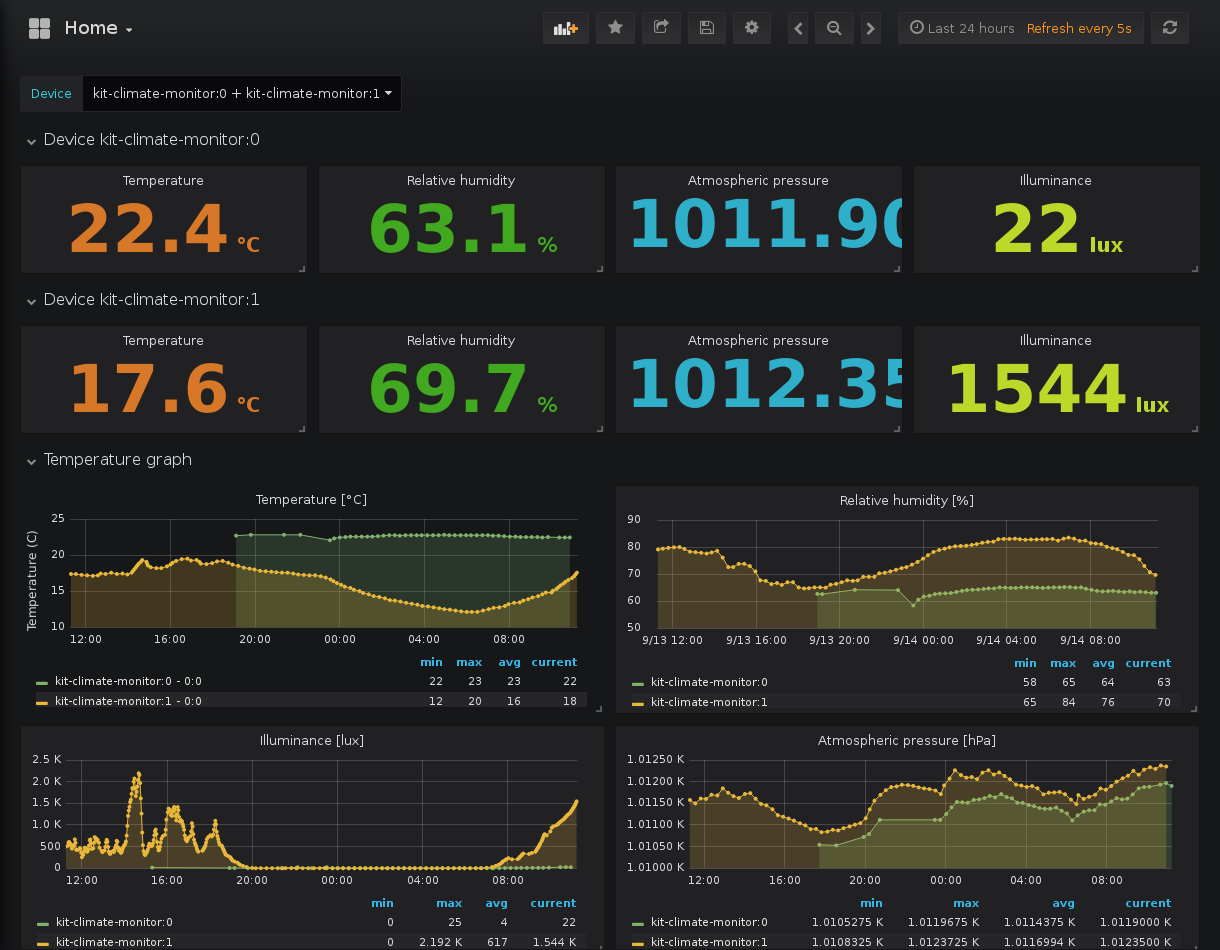 Home
Last 24 hours Refresh every 5s
Device kit-climate-monitor:0 + kit-climate-monitor:1
Device kit-climate-monitor:0
Temperature Relative humidity Atmospheric pressure Illuminance
22.4 °C 63.1 % 1011.90 22 lux
Device kit-climate-monitor:1
Temperature Relative humidity Atmospheric pressure Illuminance
17.6 °C 69.7 % 1012.35 1544 lux
Temperature graph
Temperature [°C]
Temperature (C)
25
20
15
10
12:00 16:00 20:00 00:00 04:00 08:00
min max avg current
kit-climate-monitor:0 - 0:0 22 23 23 22
kit-climate-monitor:1 - 0:0 12 20 16 18
Relative humidity [%]
90
80
70
60
50
9/13 12:00 9/13 16:00 9/13 20:00 9/14 00:00 9/14 04:00 9/14 08:00
min max avg current
kit-climate-monitor:0 58 65 64 63
kit-climate-monitor:1 65 84 76 70
Illuminance [lux]
2.5 K
2.0 K
1.5 K
1.0 K
500
0
12:00 16:00 20:00 00:00 04:00 08:00
min max avg current
kit-climate-monitor:0 0 25 4 22
kit-climate-monitor:1 0 2.192 K 617 1.544 K
Atmospheric pressure [hPa]
1.01250 K
1.01200 K
1.01150 K
1.01100 K
1.01050 K
1.01000 K
12:00 16:00 20:00 00:00 04:00 08:00
min max avg current
kit-climate-monitor:0 1.0105275 K 1.0119675 K 1.0114375 K 1.0119000 K
kit-climate-monitor:1 1.0108325 K 1.0123725 K 1.0116994 K 1.0123500 K